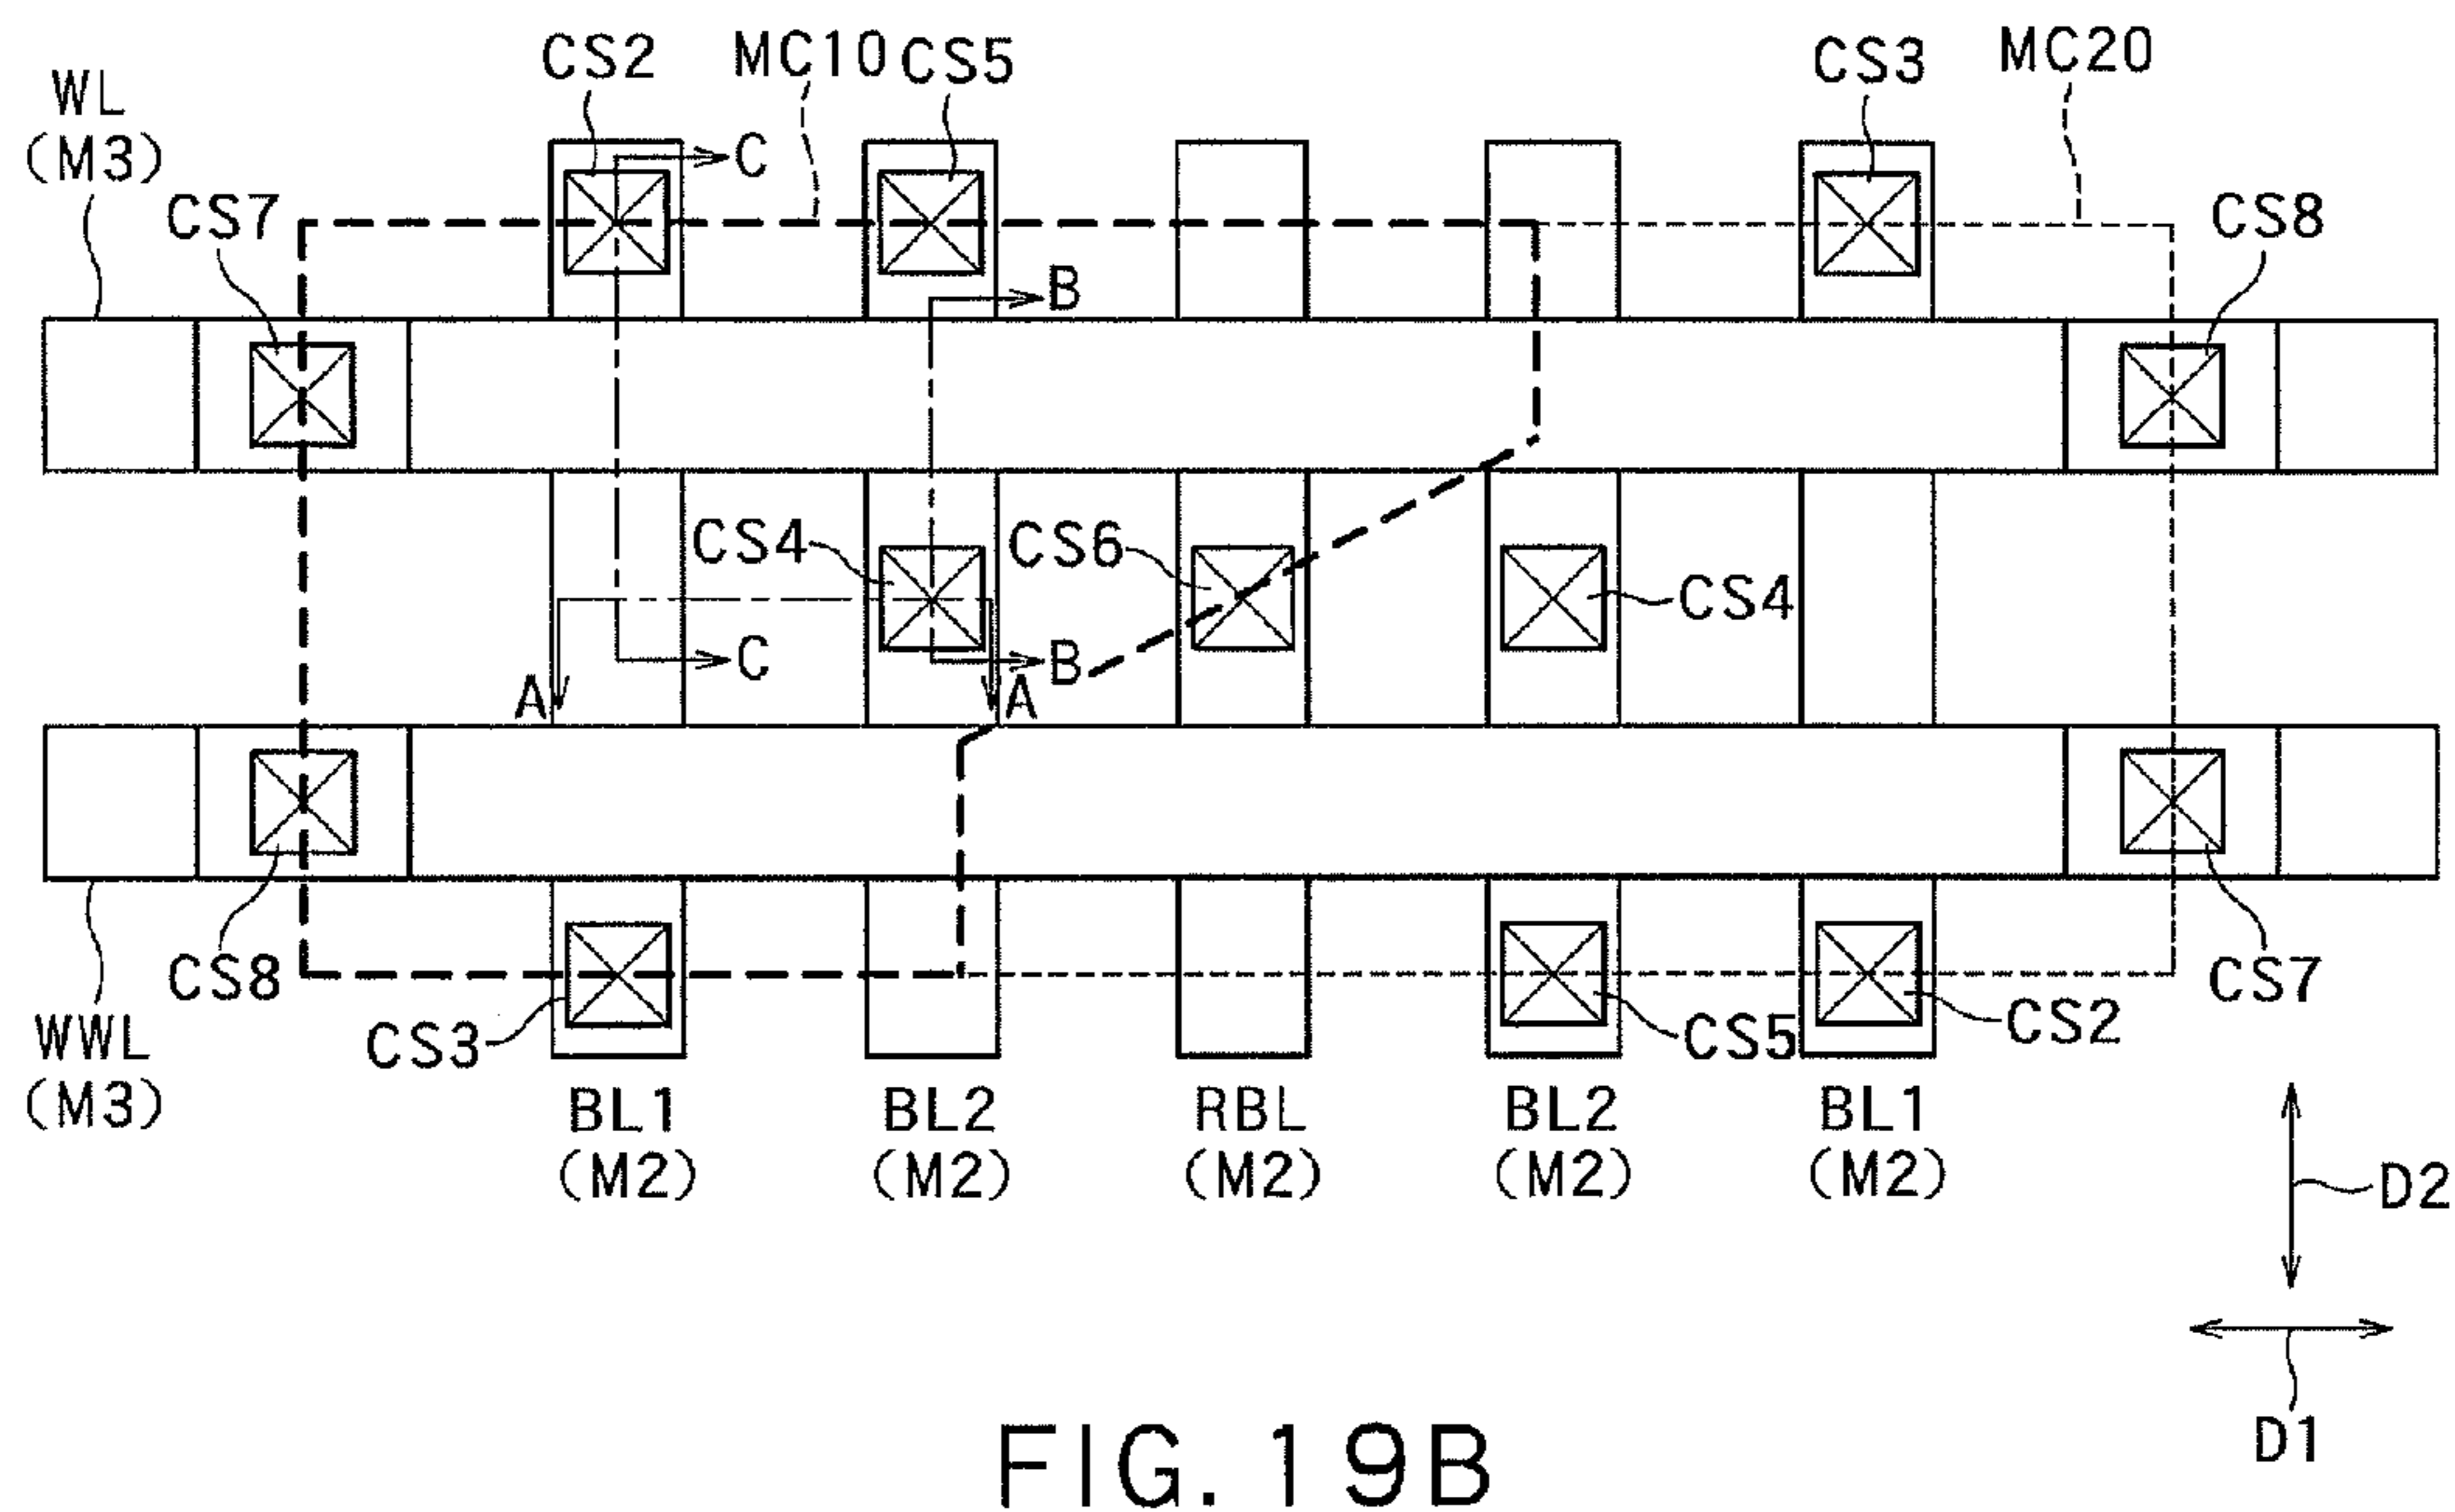 CS2
MC10
CS5
CS3
MC20
WL
(M3)
C
CS7
CS8
B
CS4
CS6
CS4
C
B
A
A
CS8
CS7
CS3
CS5
CS2
WWL
(M3)
BL1
(M2)
BL2
(M2)
RBL
(M2)
BL2
(M2)
BL1
(M2)
D2
D1
FIG.19B